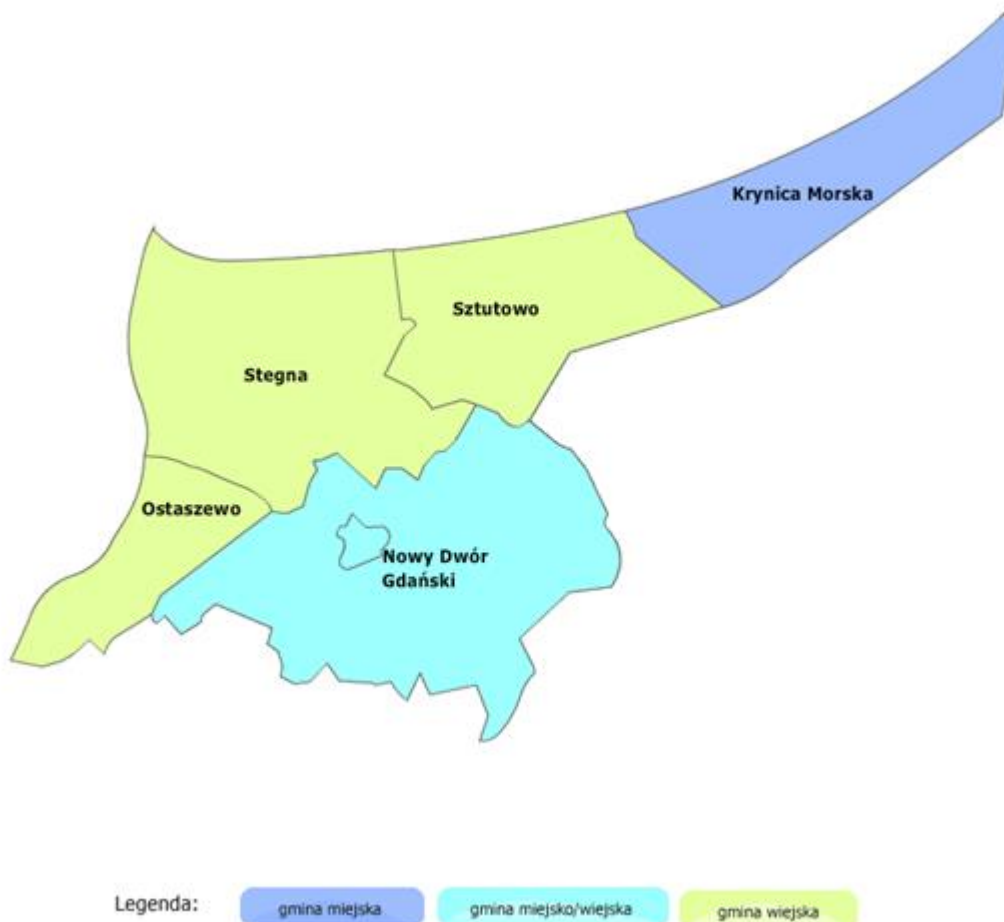 Krynica Morska
Sztutowo
Stegna
Ostaszewo
Nowy Dwór
Gdański
Legenda:
gmina miejska
gmina miejsko/wiejska
gmina wiejska